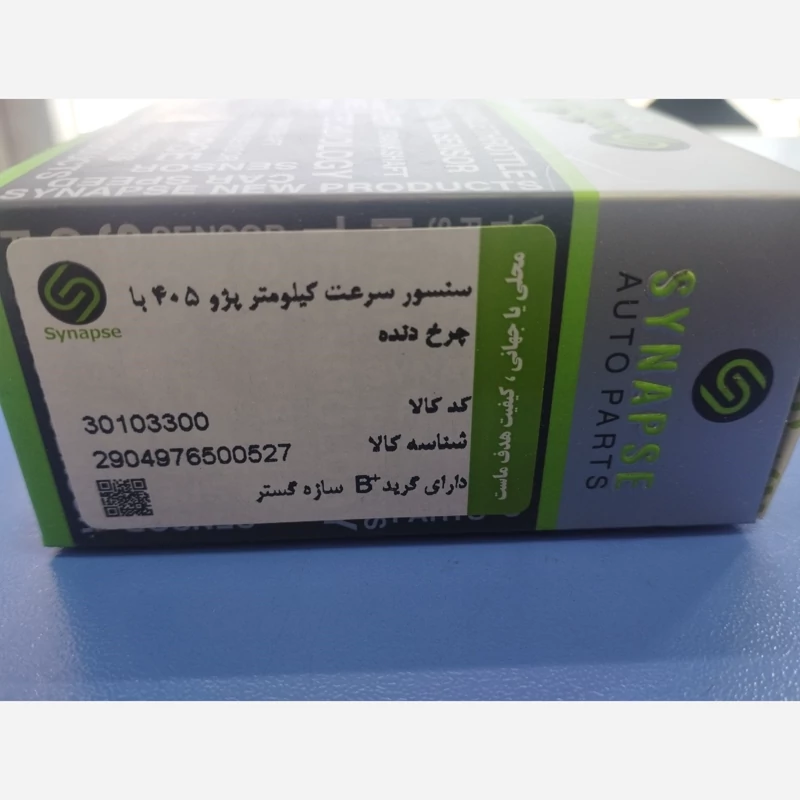 سنسور سرعت کیلومتر پژو ۴۰۵ با
چرخ دنده
کد کالا 30103300
شناسه کالا 2904976500527
دارای گرید B+ سازه گستر
Synapse
محلی یا جهانی ، کیفیت هدف ماست
SYNAPSE
AUTO PARTS
SYNAPSE NEW PRODUCTS